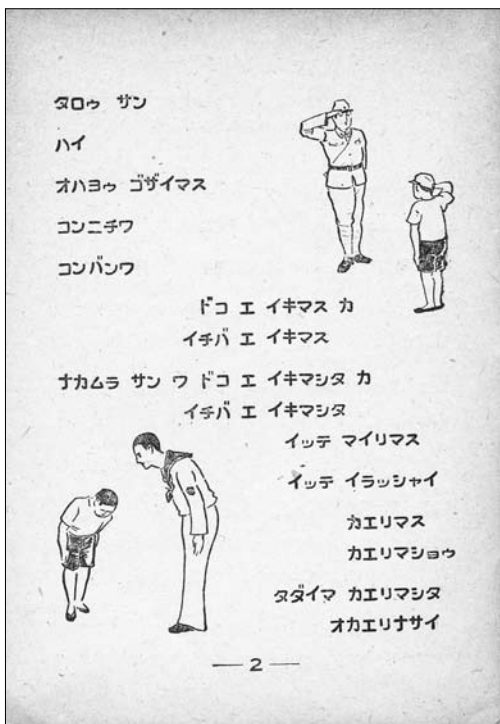 タロゥ サン
ハイ
オハヨゥ ゴザイマス
コンニチワ
コンバンワ
ドコ エ イキマス カ
イチバ エ イキマス
ナカムラ サン ワ ドコ エ イキマシタ カ
イチバ エ イキマシタ
イッテ マイリマス
イッテ イラッシャイ
カエリマス
カエリマショゥ
タダイマ カエリマシタ
オカエリナサイ
— 2 —